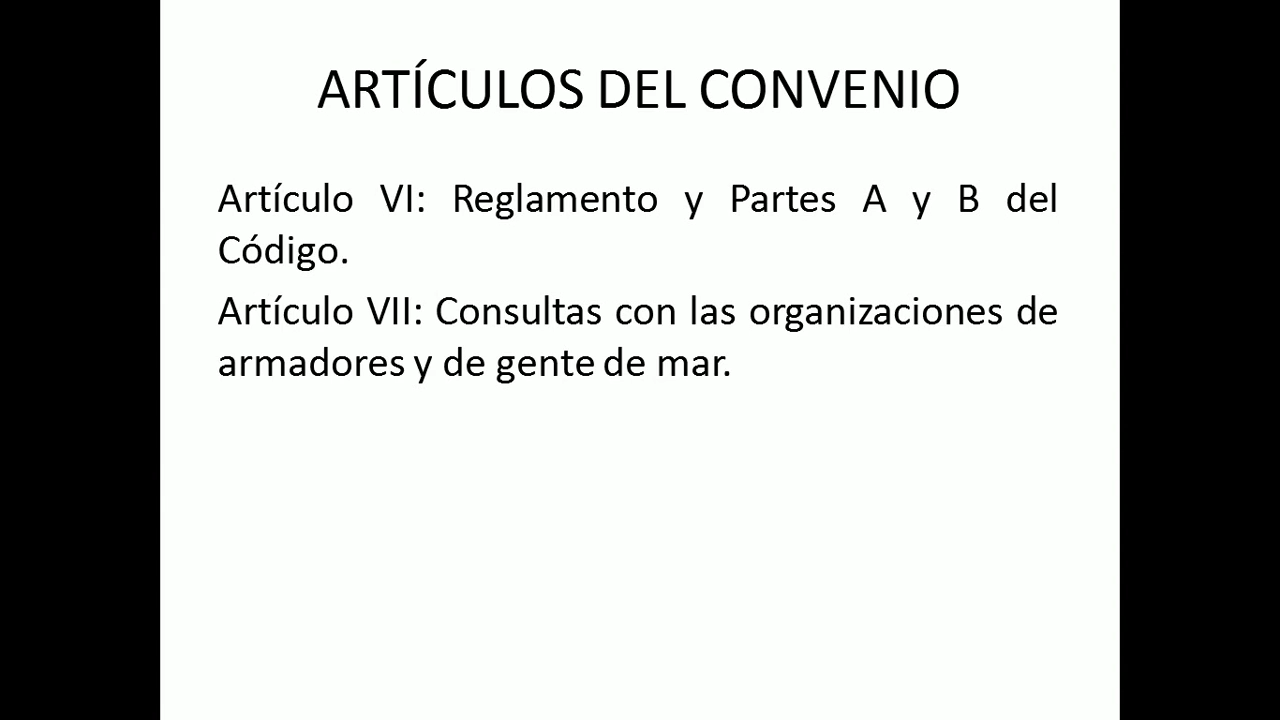 ARTÍCULOS DEL CONVENIO
Artículo VI: Reglamento y Partes A y B del
Código.
Artículo VII: Consultas con las organizaciones de
armadores y de gente de mar.